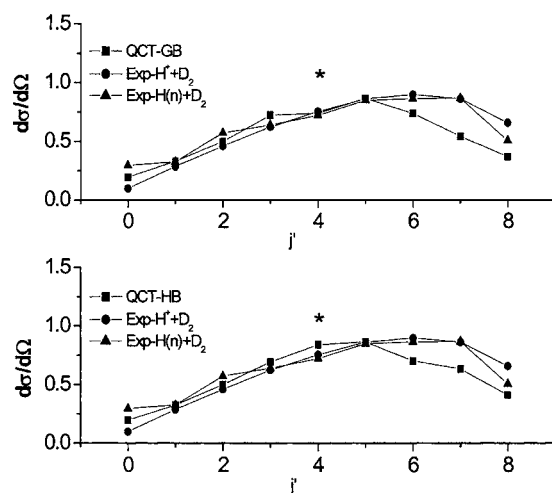 1.5
1.0
0.5
0.0
dσ/dΩ
QCT-GB
Exp-H⁺+D₂
Exp-H(n)+D₂
*
0 2 4 6 8
j'
1.5
1.0
0.5
0.0
dσ/dΩ
QCT-HB
Exp-H⁺+D₂
Exp-H(n)+D₂
*
0 2 4 6 8
j'